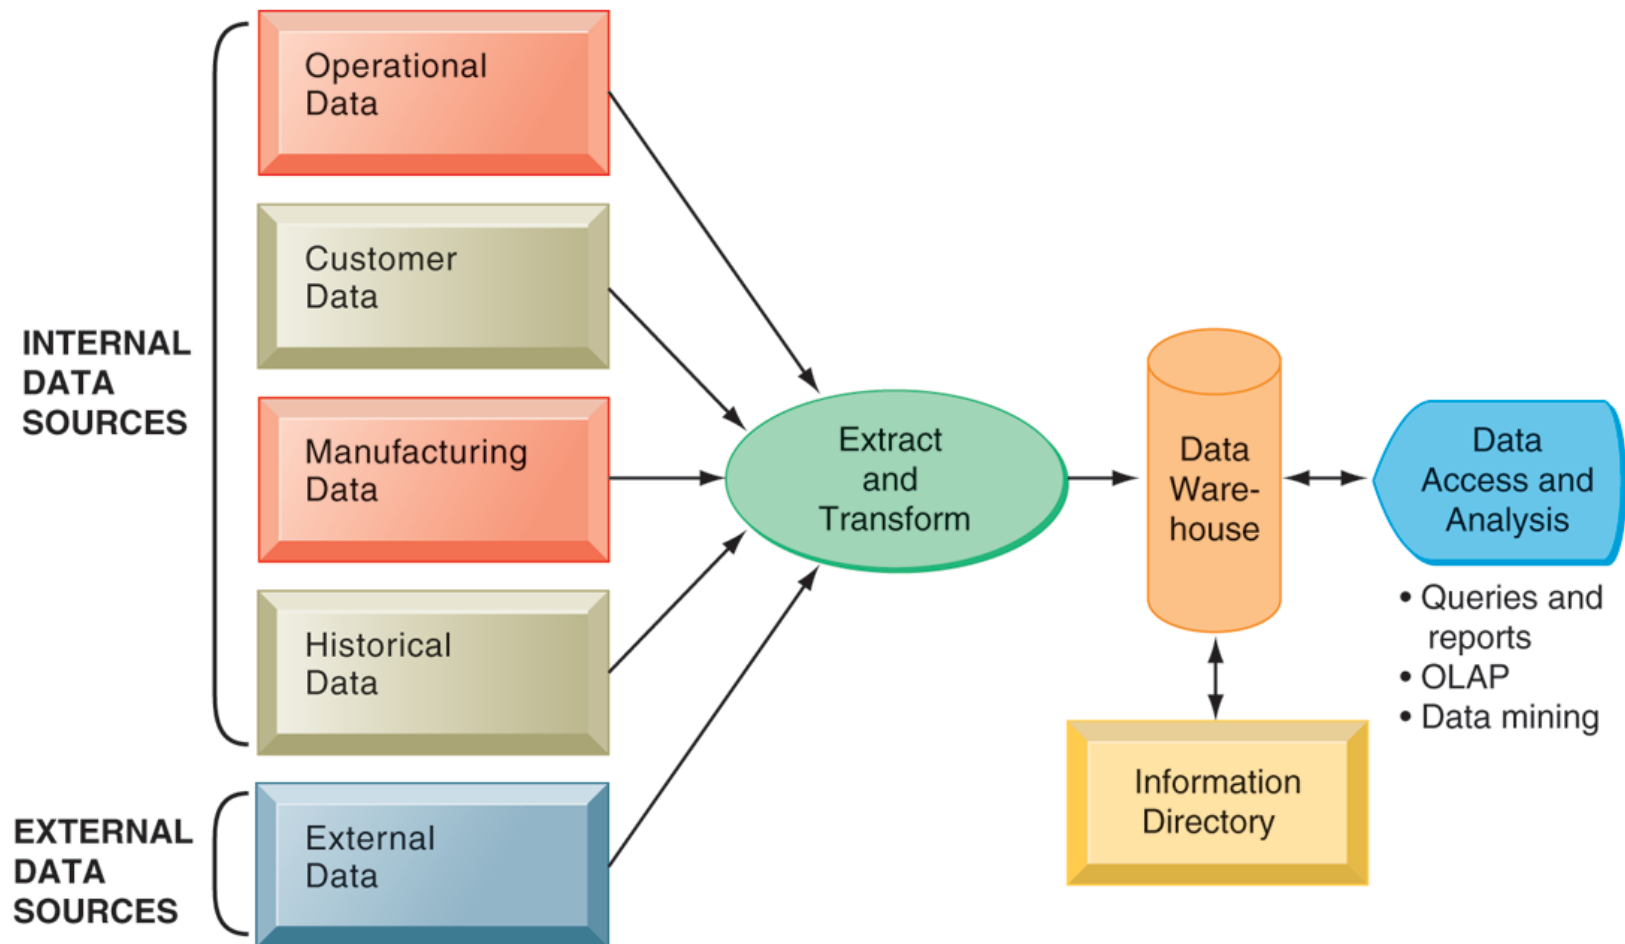 INTERNAL
DATA
SOURCES
Operational
Data
Customer
Data
Manufacturing
Data
Historical
Data
EXTERNAL
DATA
SOURCES
External
Data
Extract
and
Transform
Data
Ware-
house
Data
Access and
Analysis
• Queries and
reports
• OLAP
• Data mining
Information
Directory